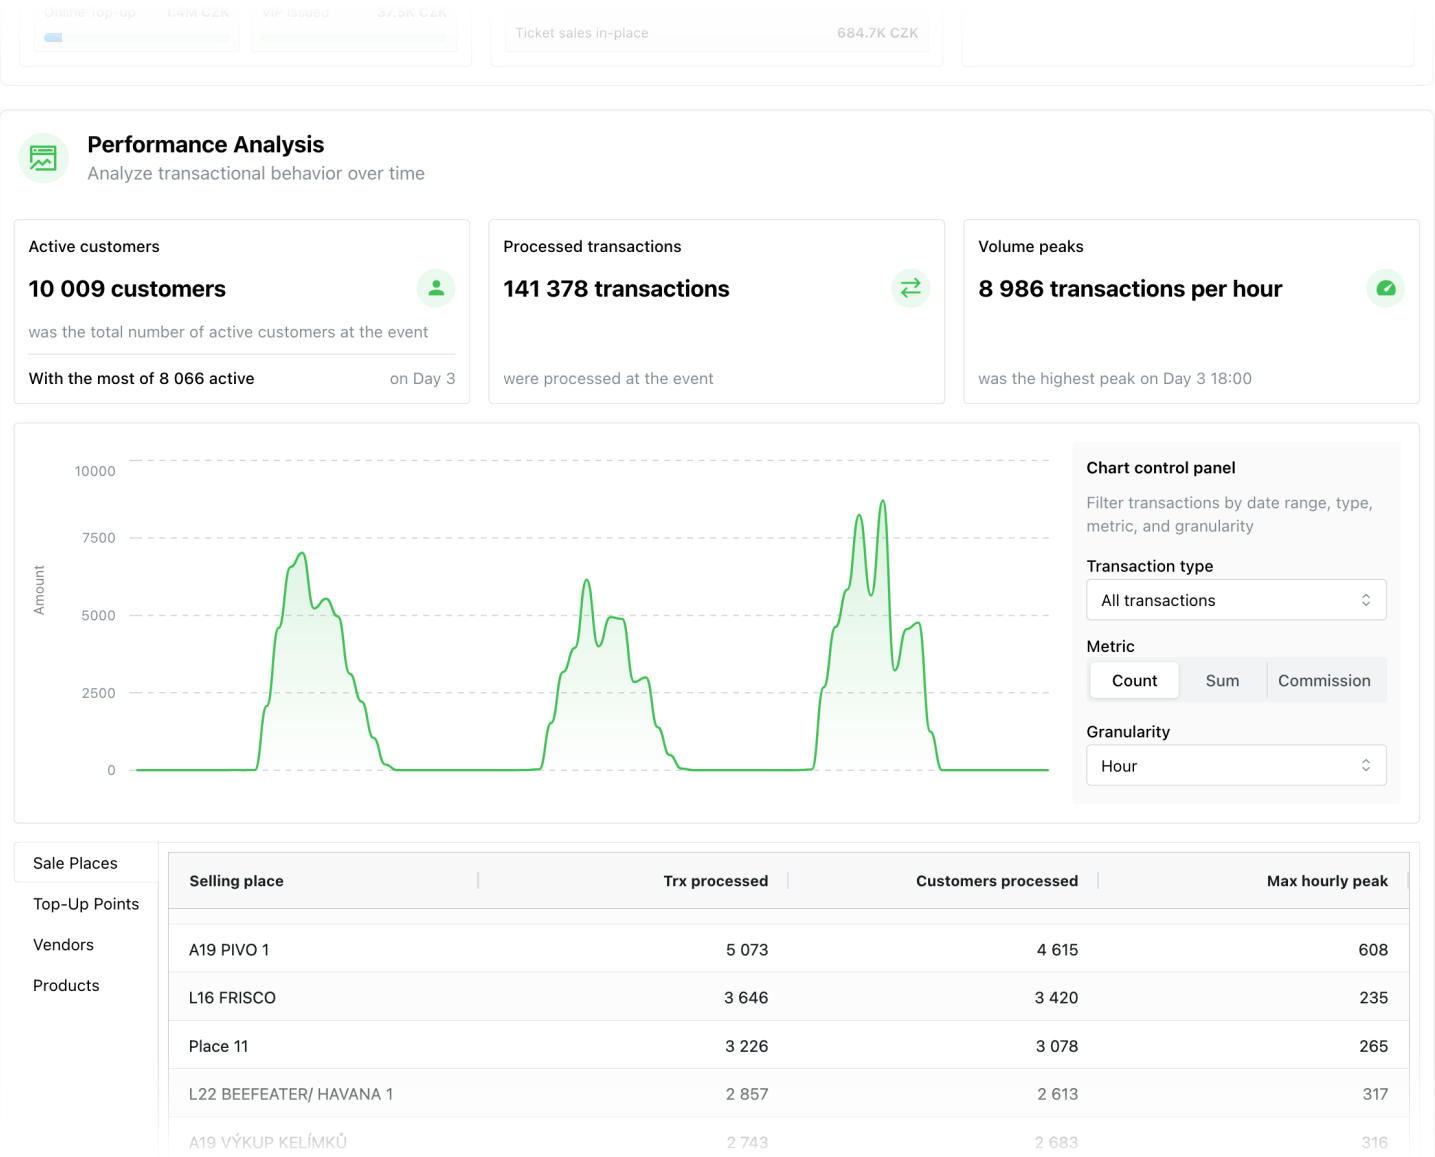 Online Top-up 1.4M CZK VIP Issued 37.5K CZK
Ticket sales in-place 684.7K CZK
Performance Analysis
Analyze transactional behavior over time
Active customers
10 009 customers
was the total number of active customers at the event
With the most of 8 066 active on Day 3
Processed transactions
141 378 transactions
were processed at the event
Volume peaks
8 986 transactions per hour
was the highest peak on Day 3 18:00
Amount
10000
7500
5000
2500
0
Chart control panel
Filter transactions by date range, type,
metric, and granularity
Transaction type
All transactions
Metric
Count Sum Commission
Granularity
Hour
Sale Places
Top-Up Points
Vendors
Products
Selling place Trx processed Customers processed Max hourly peak
A19 PIVO 1 5 073 4 615 608
L16 FRISCO 3 646 3 420 235
Place 11 3 226 3 078 265
L22 BEEFEATER/ HAVANA 1 2 857 2 613 317
A19 VÝKUP KELÍMKŮ 2 743 2 683 316